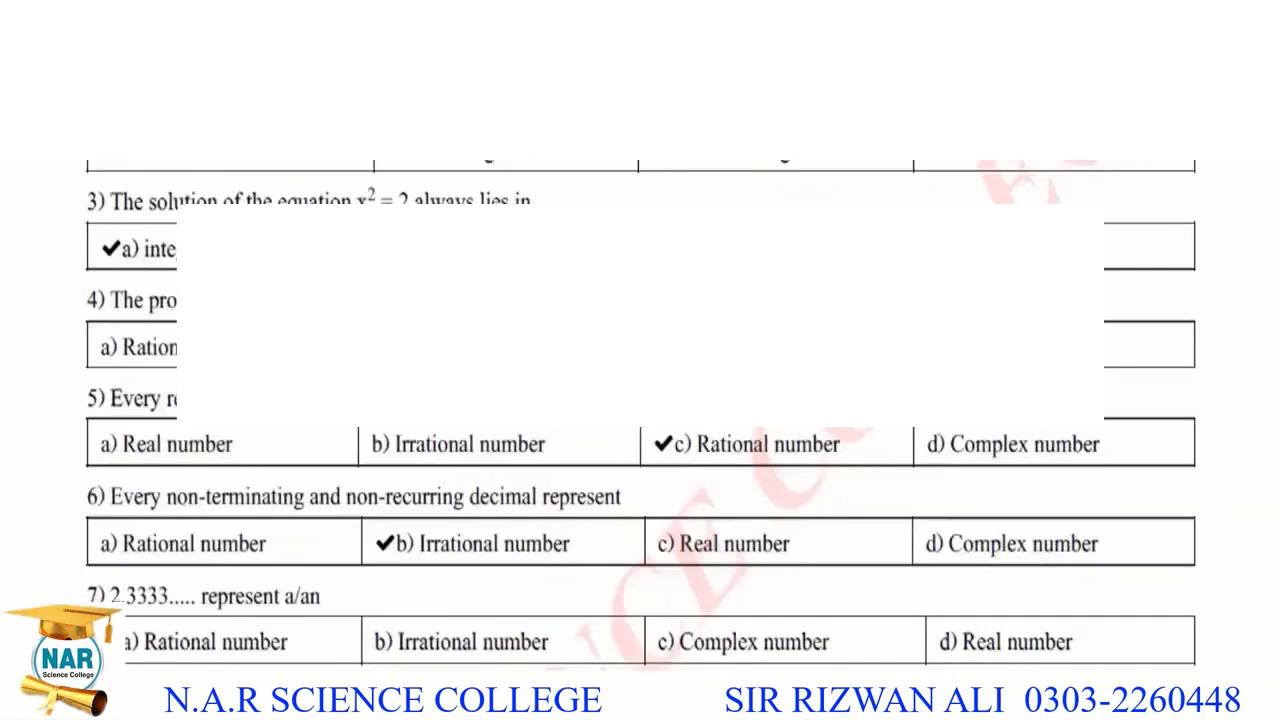 3) The solution of the equation x² = 2 always lies in
✔a) inte
4) The pro
a) Ration
5) Every re
a) Real number b) Irrational number ✔c) Rational number d) Complex number
6) Every non-terminating and non-recurring decimal represent
a) Rational number ✔b) Irrational number c) Real number d) Complex number
7) 2.3333..... represent a/an
a) Rational number b) Irrational number c) Complex number d) Real number
NAR
Science College
N.A.R SCIENCE COLLEGE SIR RIZWAN ALI 0303-2260448